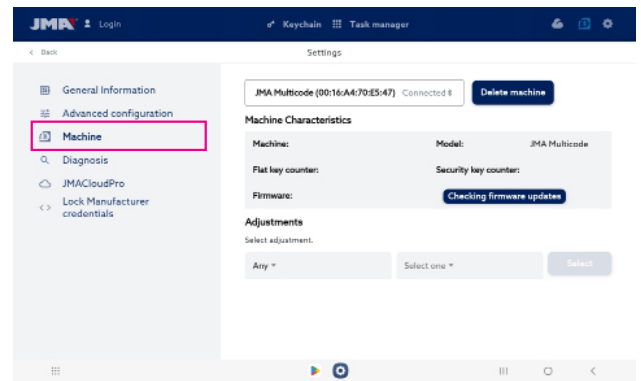 JMA Login Keychain Task manager
Back Settings
General Information
Advanced configuration
Machine
Diagnosis
JMACloudPro
Lock Manufacturer
credentials
JMA Multicode (00:16:A4:70:E5:47) Connected Delete machine
Machine Characteristics
Machine: Model: JMA Multicode
Flat key counter: Security key counter:
Firmware: Checking firmware updates
Adjustments
Select adjustment.
Any Select one Select